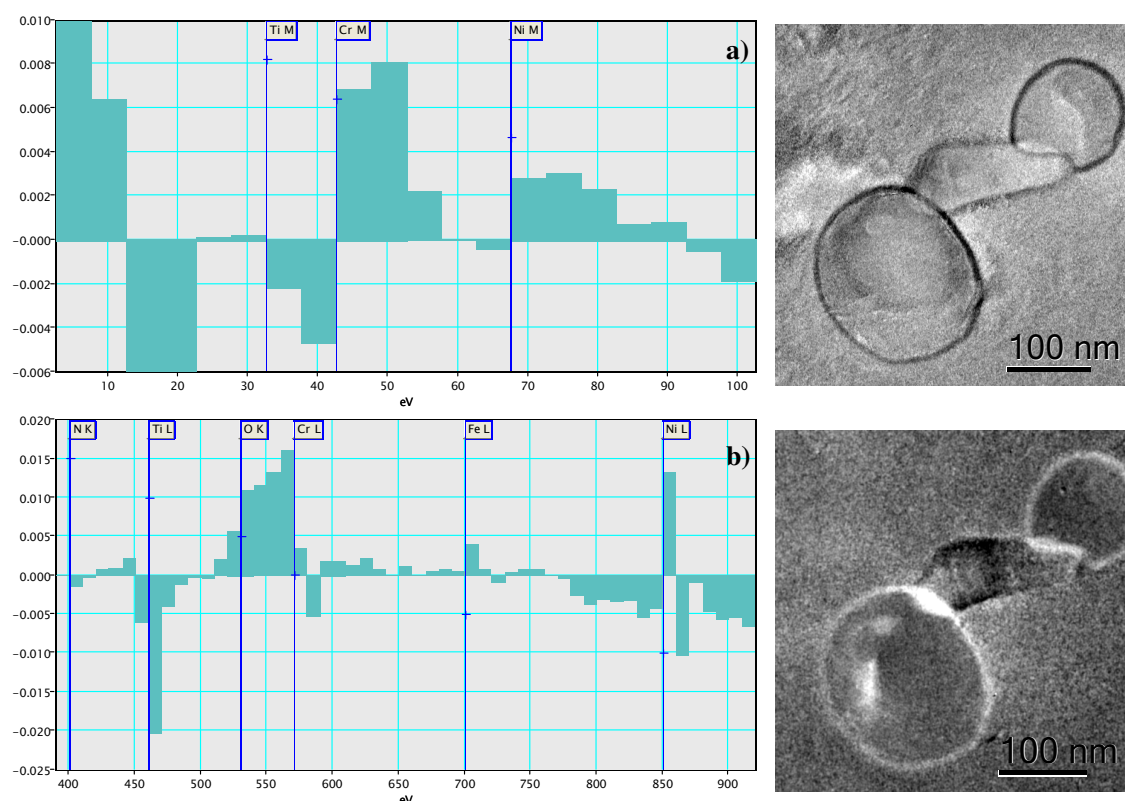 Ti M Cr M Ni M
a)
0.010
0.008
0.006
0.004
0.002
-0.000
-0.002
-0.004
-0.006
10 20 30 40 50 60 70 80 90 100
eV
100 nm
N K Ti L O K Cr L Fe L Ni L
b)
0.020
0.015
0.010
0.005
0.000
-0.005
-0.010
-0.015
-0.020
-0.025
400 450 500 550 600 650 700 750 800 850 900
eV
100 nm